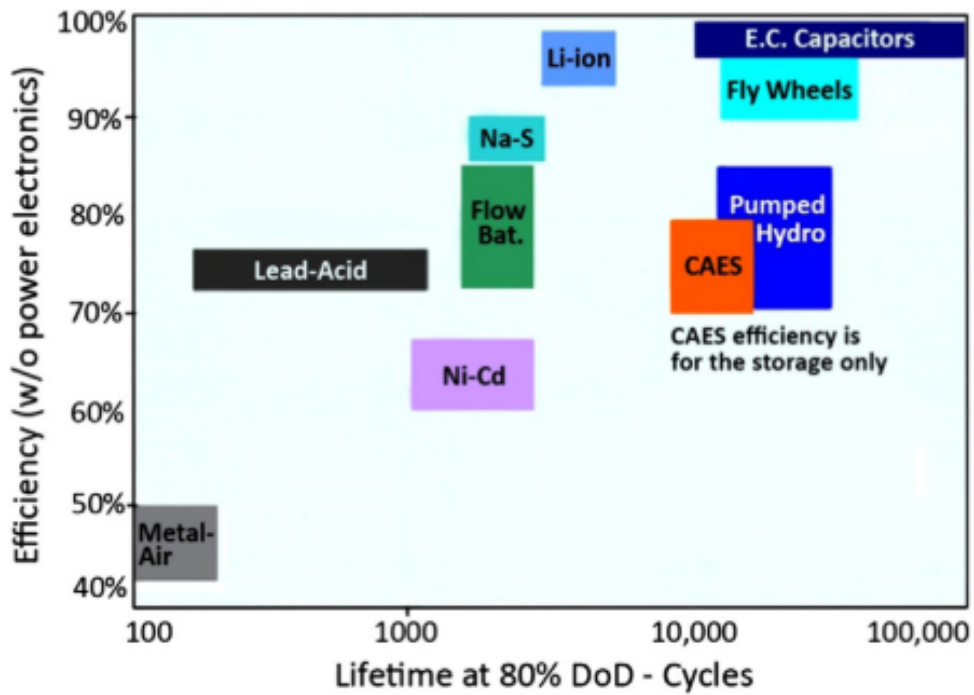 100%
90%
80%
70%
60%
50%
40%
Efficiency (w/o power electronics)
E.C. Capacitors
Li-ion
Fly Wheels
Na-S
Flow
Bat.
Pumped
Hydro
Lead-Acid
CAES
CAES efficiency is
for the storage only
Ni-Cd
Metal-
Air
100
1000
10,000
100,000
Lifetime at 80% DoD - Cycles